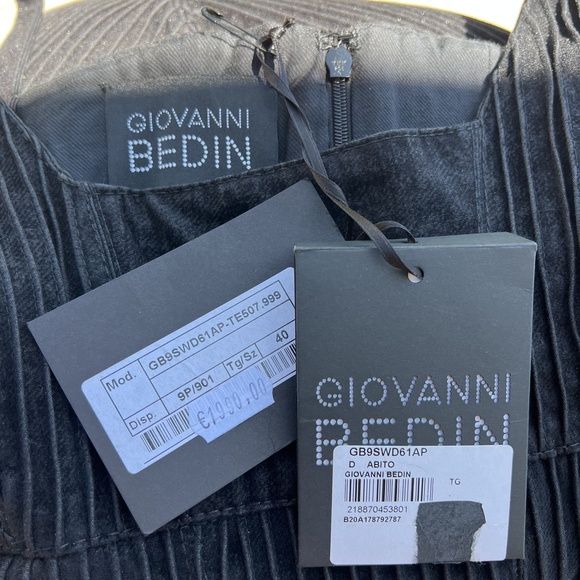 GIOVANNI
BEDIN
Mod. GB9SWD61AP-TE507.999
Disp. 9P/901 Tg/Sz 40
€1990,00
GIOVANNI
BEDIN
GB9SWD61AP
D ABITO
GIOVANNI BEDIN
TG
218870453801
B20A178792787